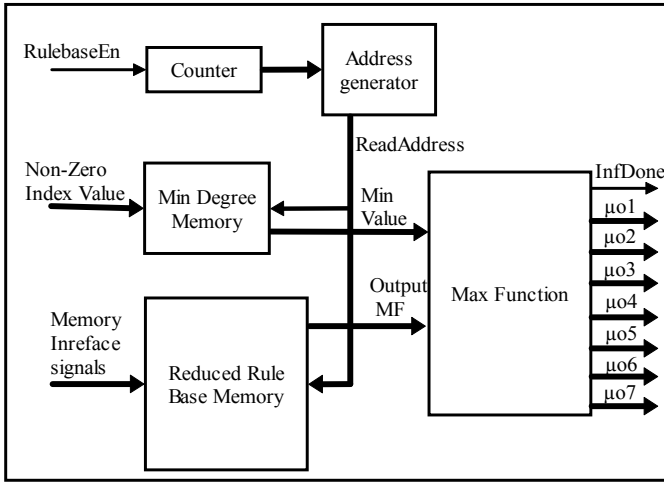 RulebaseEn
Counter
Address
generator
ReadAddress
Non-Zero
Index Value
Min Degree
Memory
Min
Value
InfDone
µo1
µo2
µo3
µo4
µo5
µo6
µo7
Max Function
Output
MF
Memory
Inreface
signals
Reduced Rule
Base Memory